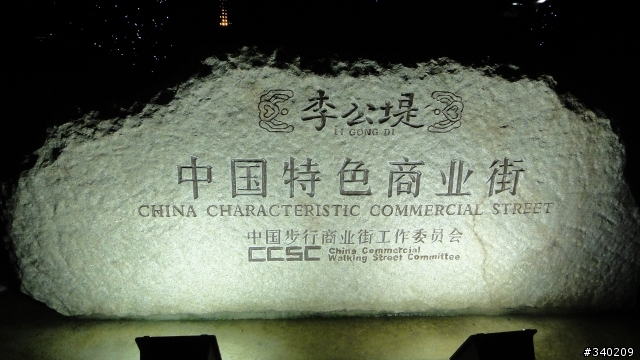 李公堤
LI GONG DI
中国特色商业街
CHINA CHARACTERISTIC COMMERCIAL STREET
中国步行商业街工作委员会
CCSC China Commercial
Walking Street Committee
#340209